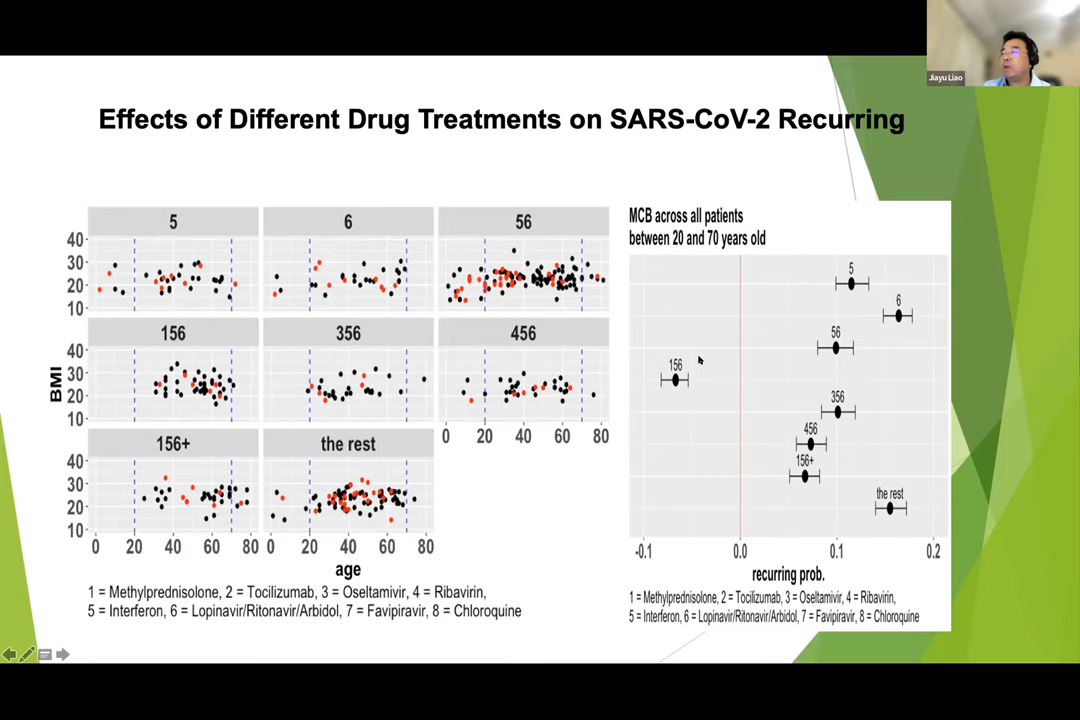 Jiayu Liao
Effects of Different Drug Treatments on SARS-CoV-2 Recurring
5 6 56
40
30
20
10
156 356 456
40
30
20
10
0 20 40 60 80
156+ the rest
40
30
20
10
0 20 40 60 80 0 20 40 60 80
BMI
age
1 = Methylprednisolone, 2 = Tocilizumab, 3 = Oseltamivir, 4 = Ribavirin,
5 = Interferon, 6 = Lopinavir/Ritonavir/Arbidol, 7 = Favipiravir, 8 = Chloroquine
MCB across all patients
between 20 and 70 years old
5
6
56
156
356
456
156+
the rest
-0.1 0.0 0.1 0.2
recurring prob.
1 = Methylprednisolone, 2 = Tocilizumab, 3 = Oseltamivir, 4 = Ribavirin,
5 = Interferon, 6 = Lopinavir/Ritonavir/Arbidol, 7 = Favipiravir, 8 = Chloroquine